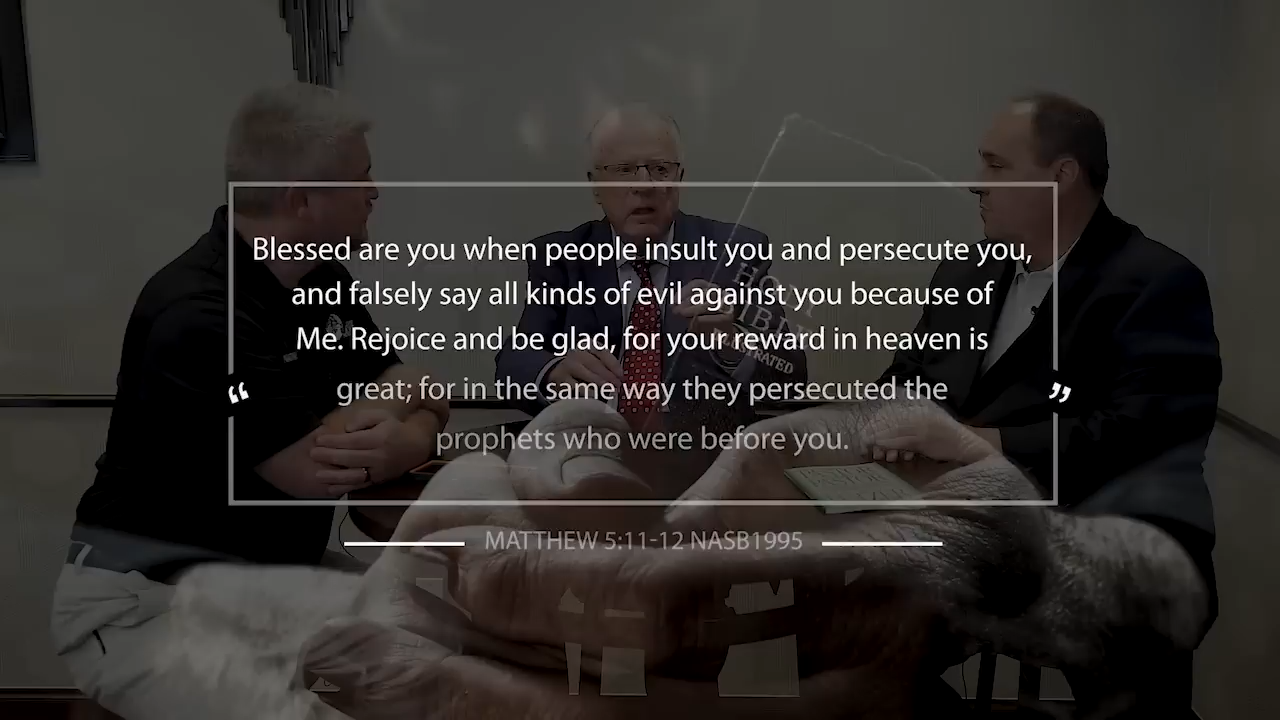 Blessed are you when people insult you and persecute you,
and falsely say all kinds of evil against you because of
Me. Rejoice and be glad, for your reward in heaven is
great; for in the same way they persecuted the
prophets who were before you.
“ ”
MATTHEW 5:11-12 NASB1995
HOLY
BIBLE